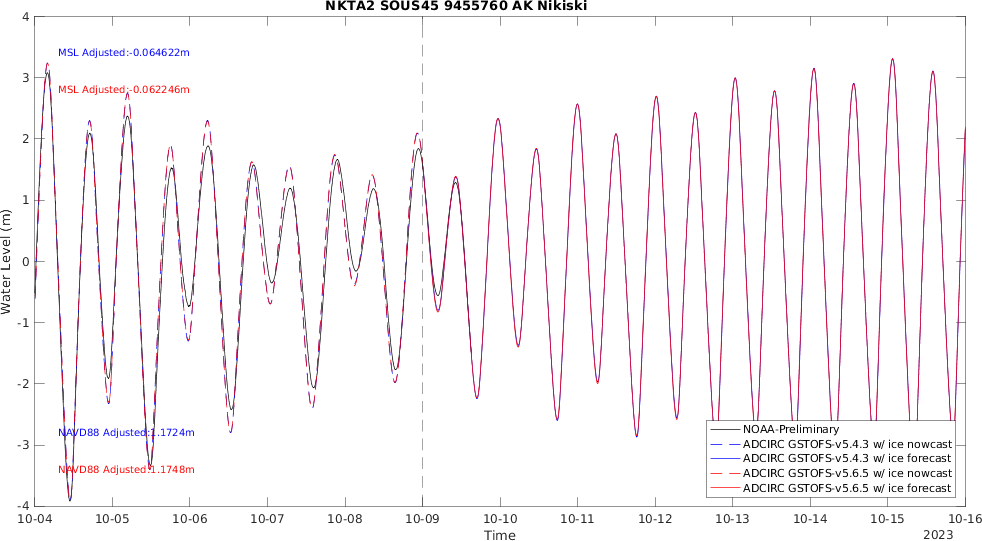 NKTA2 SOUS45 9455760 AK Nikiski
4
3
2
1
0
-1
-2
-3
-4
Water Level (m)
MSL Adjusted:-0.064622m
MSL Adjusted:-0.062246m
NAVD88 Adjusted:1.1724m
NAVD88 Adjusted:1.1748m
NOAA-Preliminary
ADCIRC GSTOFS-v5.4.3 w/ ice nowcast
ADCIRC GSTOFS-v5.4.3 w/ ice forecast
ADCIRC GSTOFS-v5.6.5 w/ ice nowcast
ADCIRC GSTOFS-v5.6.5 w/ ice forecast
10-04 10-05 10-06 10-07 10-08 10-09 10-10 10-11 10-12 10-13 10-14 10-15 10-16
Time
2023